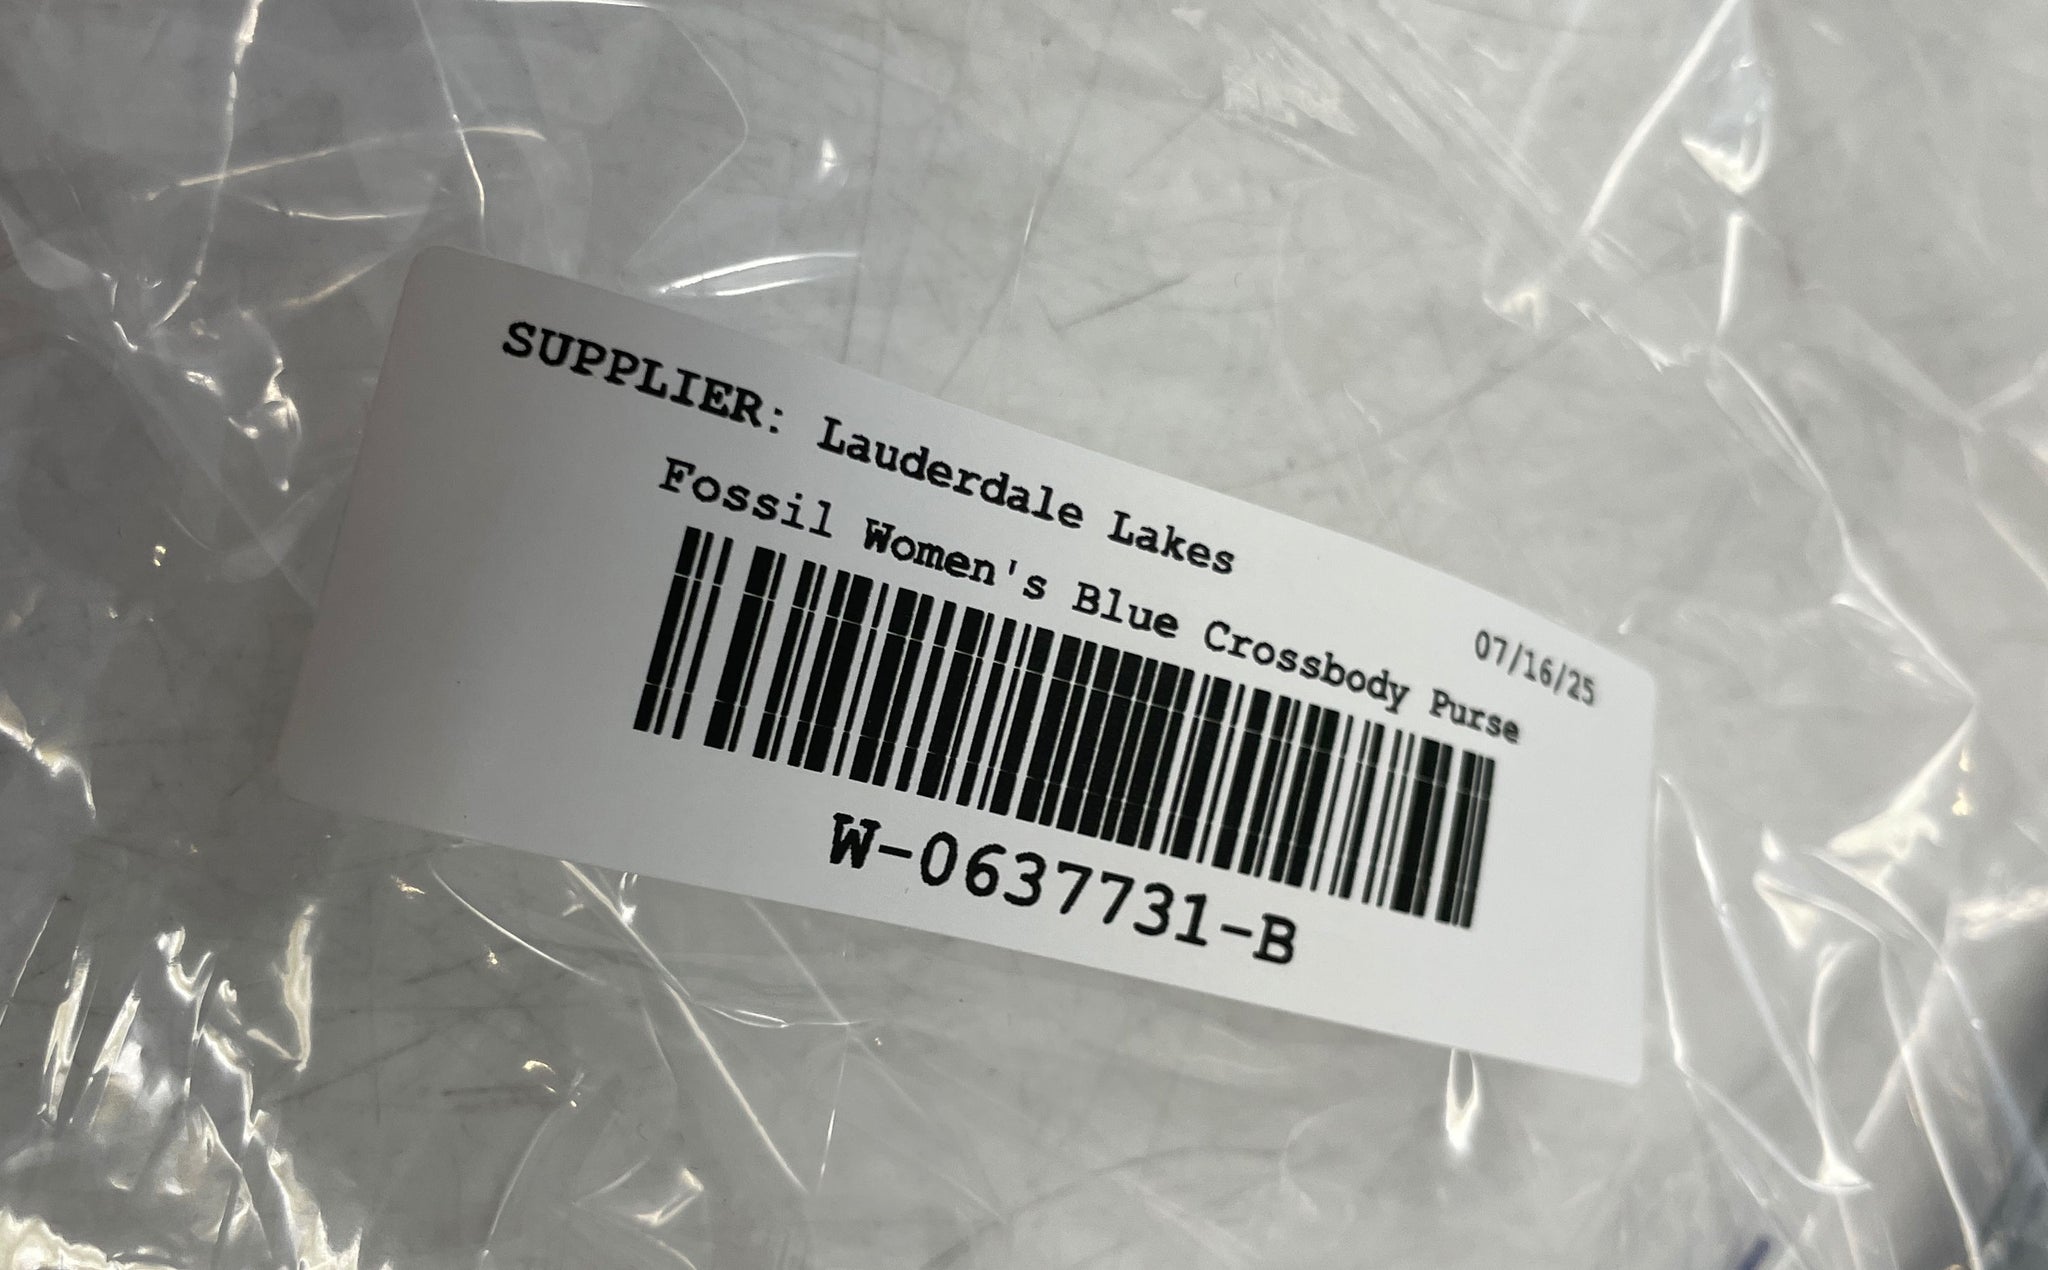 SUPPLIER: Lauderdale Lakes
07/16/25
Fossil Women's Blue Crossbody Purse
W-0637731-B